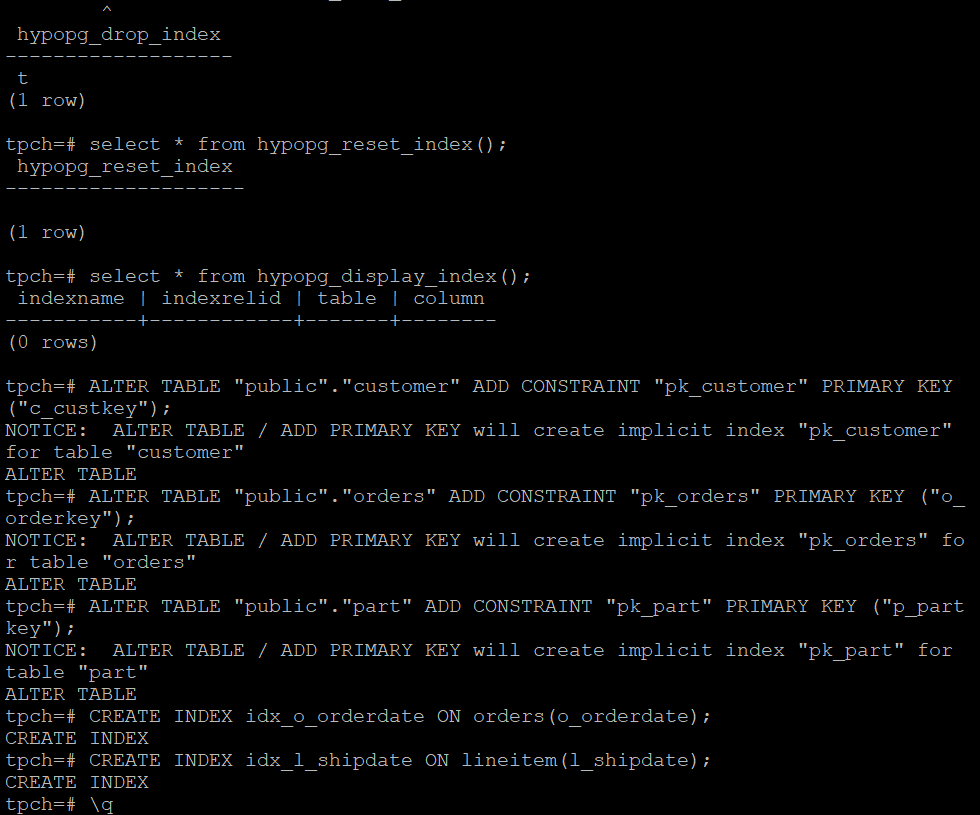 ^
 hypopg_drop_index
-------------------
 t
(1 row)

tpch=# select * from hypopg_reset_index();
 hypopg_reset_index
--------------------

(1 row)

tpch=# select * from hypopg_display_index();
 indexname | indexrelid | table | column
-----------+------------+-------+--------
(0 rows)

tpch=# ALTER TABLE "public"."customer" ADD CONSTRAINT "pk_customer" PRIMARY KEY
("c_custkey");
NOTICE:  ALTER TABLE / ADD PRIMARY KEY will create implicit index "pk_customer"
for table "customer"
ALTER TABLE
tpch=# ALTER TABLE "public"."orders" ADD CONSTRAINT "pk_orders" PRIMARY KEY ("o_
orderkey");
NOTICE:  ALTER TABLE / ADD PRIMARY KEY will create implicit index "pk_orders" fo
r table "orders"
ALTER TABLE
tpch=# ALTER TABLE "public"."part" ADD CONSTRAINT "pk_part" PRIMARY KEY ("p_part
key");
NOTICE:  ALTER TABLE / ADD PRIMARY KEY will create implicit index "pk_part" for
table "part"
ALTER TABLE
tpch=# CREATE INDEX idx_o_orderdate ON orders(o_orderdate);
CREATE INDEX
tpch=# CREATE INDEX idx_l_shipdate ON lineitem(l_shipdate);
CREATE INDEX
tpch=# \q